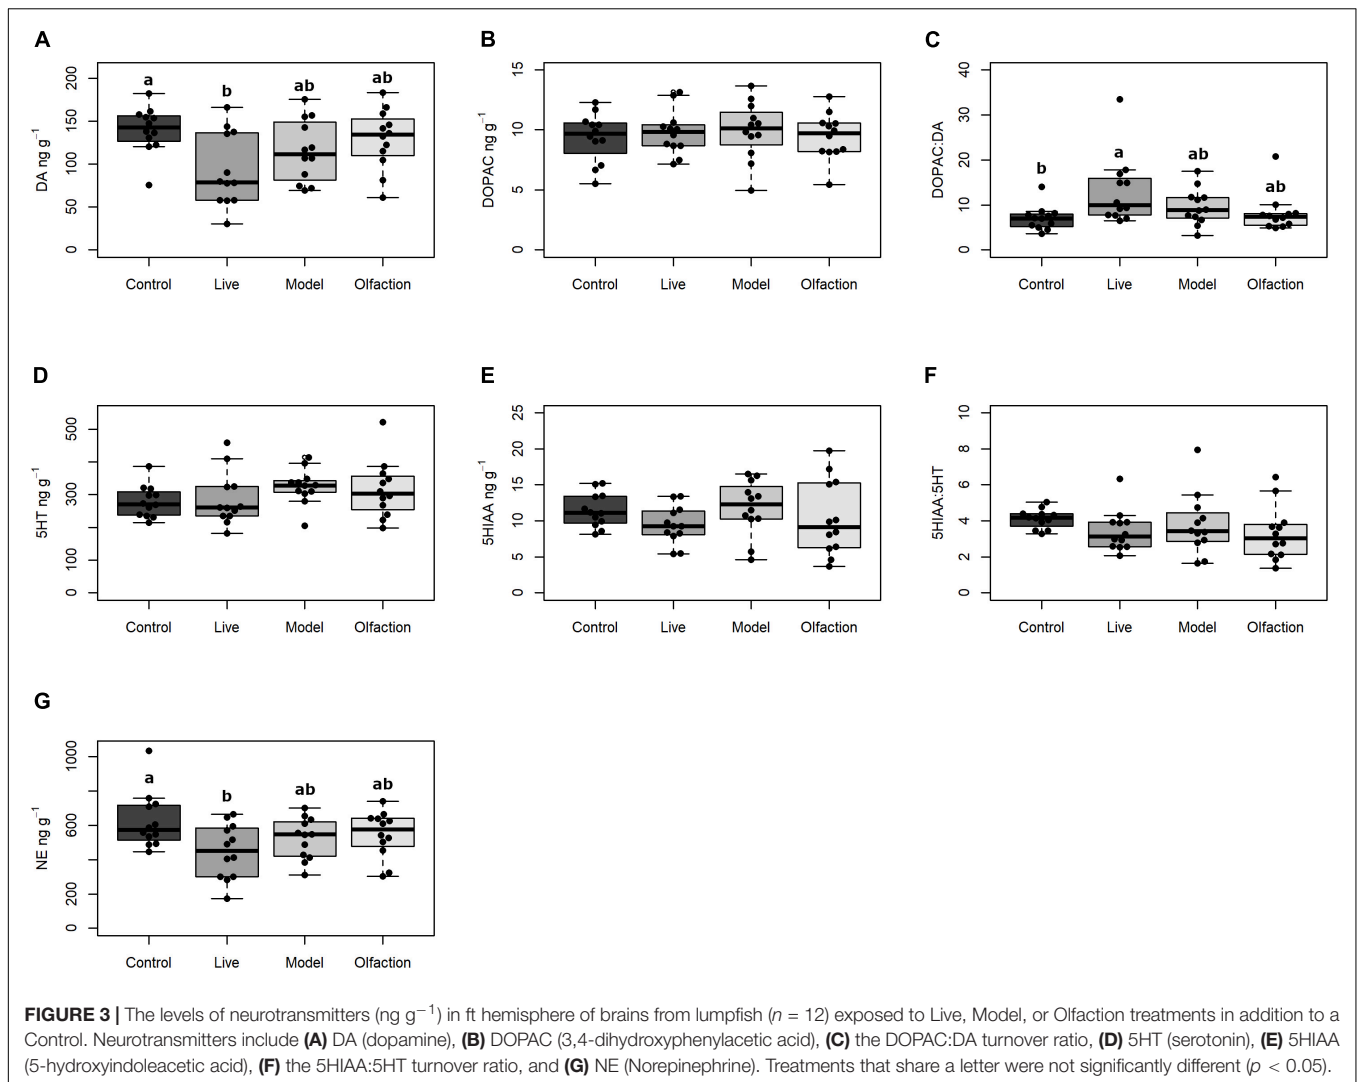 A
DA ng g−1
200
150
100
50
0
a
b
ab
ab
Control Live Model Olfaction
B
DOPAC ng g−1
15
10
5
0
Control Live Model Olfaction
C
DOPAC:DA
40
30
20
10
0
b
a
ab
ab
Control Live Model Olfaction
D
5HT ng g−1
500
300
100
0
Control Live Model Olfaction
E
5HIAA ng g−1
25
20
15
10
5
0
Control Live Model Olfaction
F
5HIAA:5HT
10
8
6
4
2
0
Control Live Model Olfaction
G
NE ng g−1
1000
600
200
0
a
b
ab
ab
Control Live Model Olfaction
FIGURE 3 | The levels of neurotransmitters (ng g−1) in ft hemisphere of brains from lumpfish (n = 12) exposed to Live, Model, or Olfaction treatments in addition to a
Control. Neurotransmitters include (A) DA (dopamine), (B) DOPAC (3,4-dihydroxyphenylacetic acid), (C) the DOPAC:DA turnover ratio, (D) 5HT (serotonin), (E) 5HIAA
(5-hydroxyindoleacetic acid), (F) the 5HIAA:5HT turnover ratio, and (G) NE (Norepinephrine). Treatments that share a letter were not significantly different (p < 0.05).